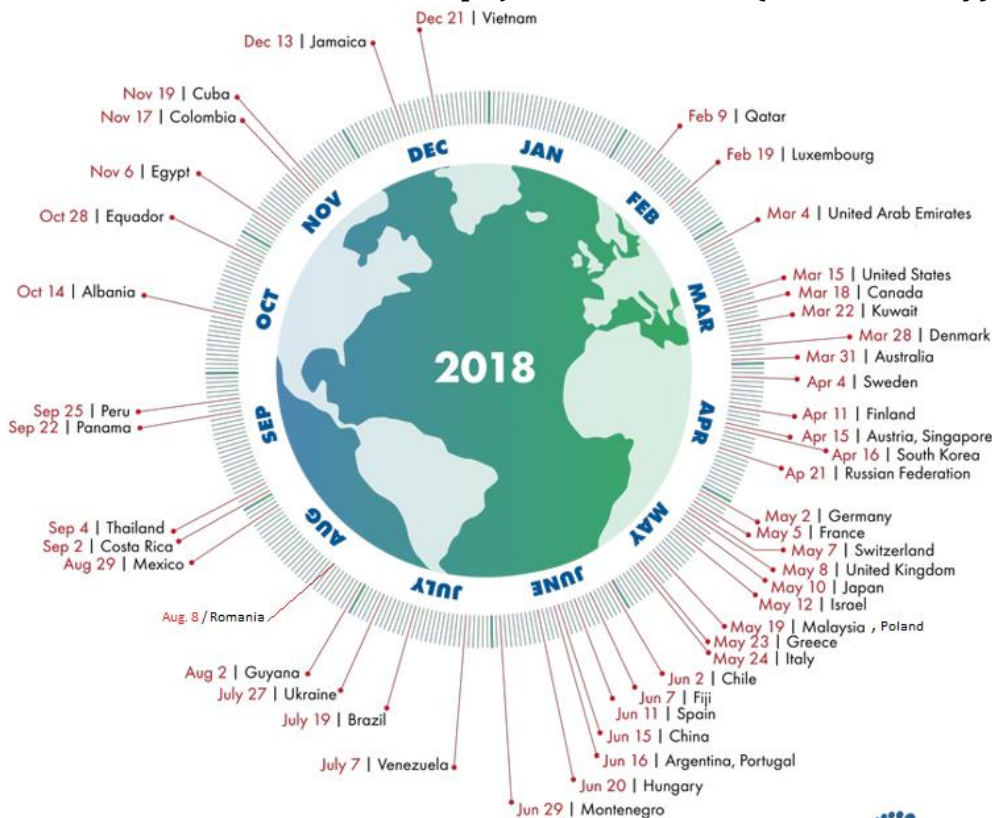 Dec 21 | Vietnam
Dec 13 | Jamaica
Nov 19 | Cuba
Nov 17 | Colombia
Nov 6 | Egypt
Oct 28 | Equador
Oct 14 | Albania
Sep 25 | Peru
Sep 22 | Panama
Sep 4 | Thailand
Sep 2 | Costa Rica
Aug 29 | Mexico
Aug. 8 / Romania
Aug 2 | Guyana
July 27 | Ukraine
July 19 | Brazil
July 7 | Venezuela
Feb 9 | Qatar
Feb 19 | Luxembourg
Mar 4 | United Arab Emirates
Mar 15 | United States
Mar 18 | Canada
Mar 22 | Kuwait
Mar 28 | Denmark
Mar 31 | Australia
Apr 4 | Sweden
Apr 11 | Finland
Apr 15 | Austria, Singapore
Apr 16 | South Korea
Ap 21 | Russian Federation
May 2 | Germany
May 5 | France
May 7 | Switzerland
May 8 | United Kingdom
May 10 | Japan
May 12 | Israel
May 19 | Malaysia , Poland
May 23 | Greece
May 24 | Italy
Jun 2 | Chile
Jun 7 | Fiji
Jun 11 | Spain
Jun 15 | China
Jun 16 | Argentina, Portugal
Jun 20 | Hungary
Jun 29 | Montenegro
JAN
FEB
MAR
APR
MAY
JUNE
JULY
AUG
SEP
OCT
NOV
DEC
2018